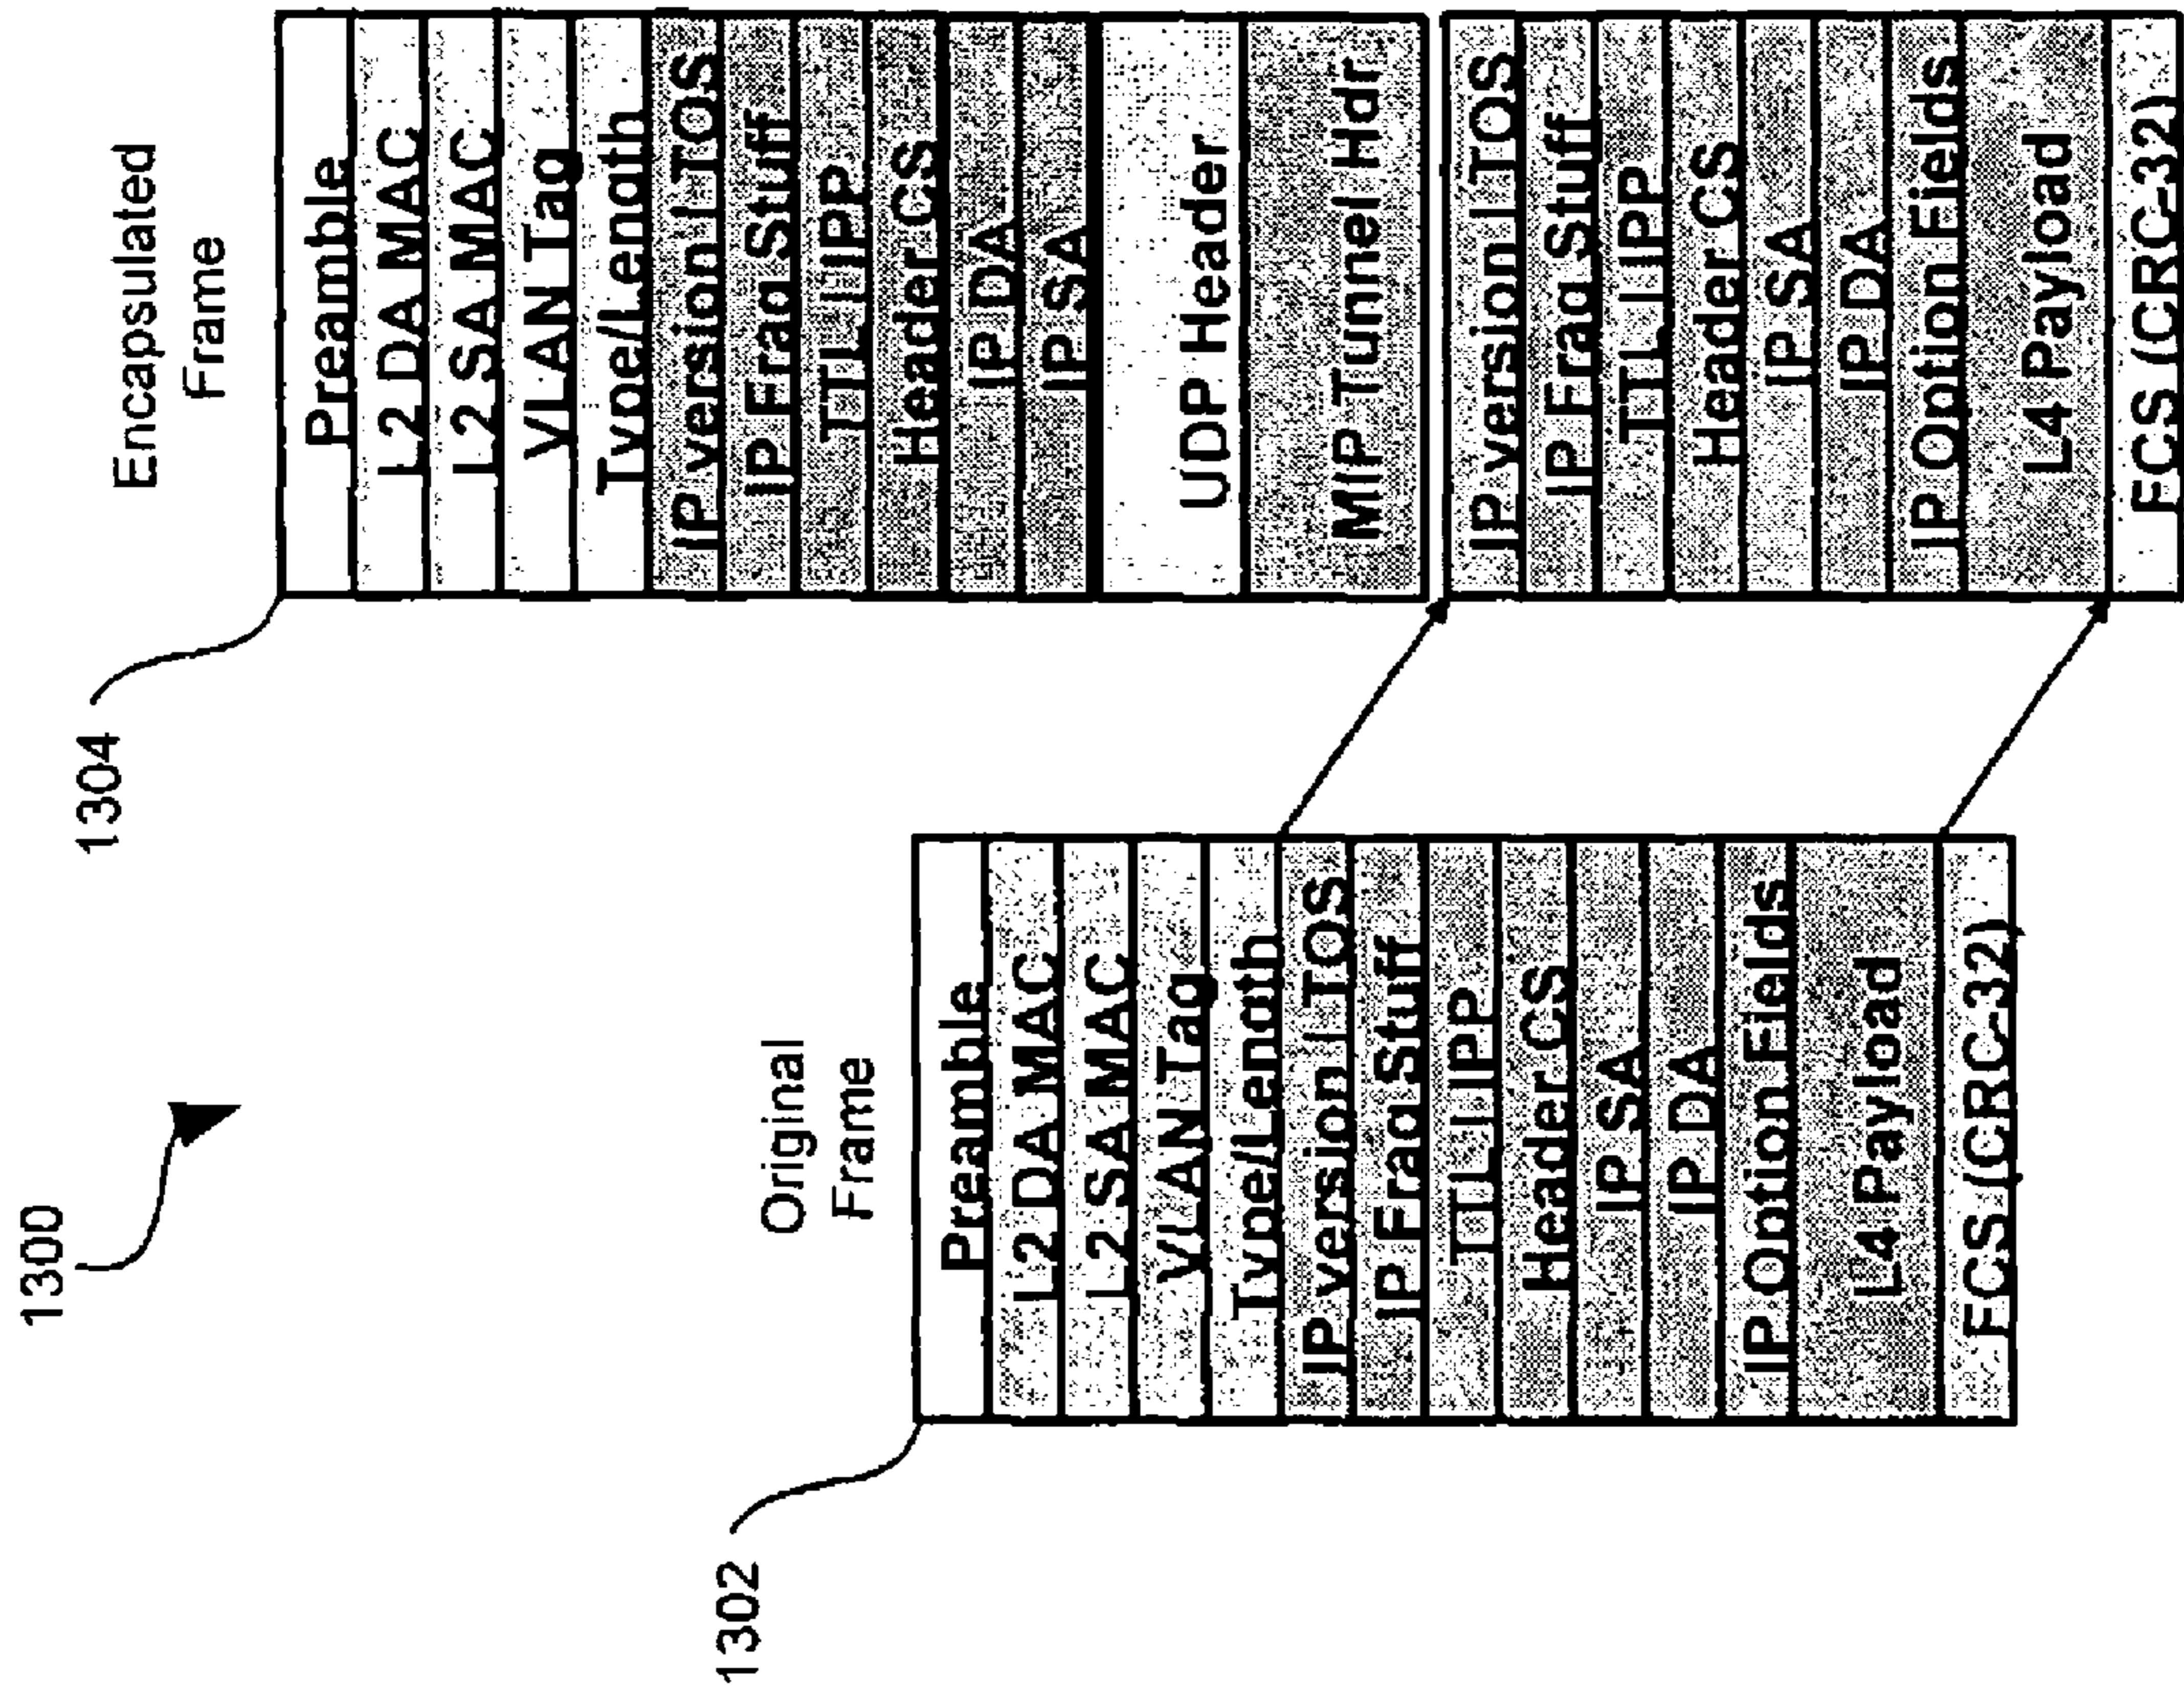 1300
1302
Original
Frame
Preamble
L2 DA MAC
L2 SA MAC
VLAN Tag
Type/Length
IP version | TOS
IP Frag Stuff
TTL | IPP
Header CS
IP SA
IP DA
IP Option Fields
L4 Payload
FCS (CRC-32)
1304
Encapsulated
Frame
Preamble
L2 DA MAC
L2 SA MAC
VLAN Tag
Type/Length
IP version | TOS
IP Frag Stuff
TTL | IPP
Header CS
IP DA
IP SA
UDP Header
MIP Tunnel Hdr
IP version | TOS
IP Frag Stuff
TTL | IPP
Header CS
IP SA
IP DA
IP Option Fields
L4 Payload
FCS (CRC-32)